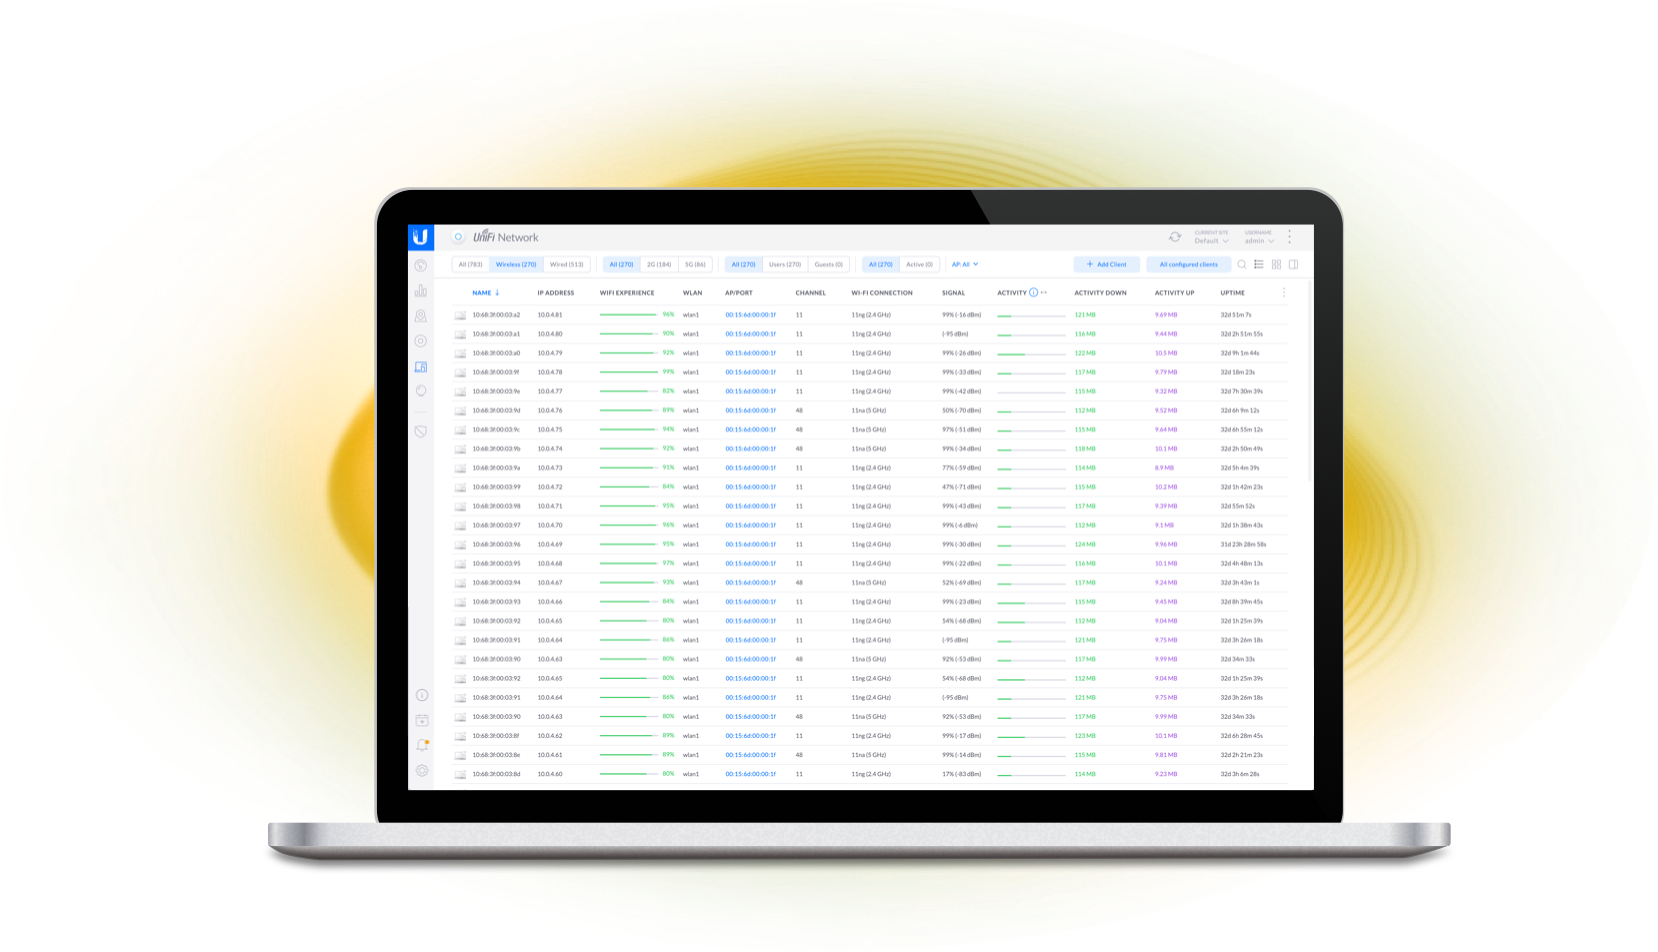 UniFi Network
CURRENT SITE
Default
USERNAME
admin
All (783) Wireless (270) Wired (513) All (270) 2G (184) 5G (86) All (270) Users (270) Guests (0) All (270) Active (0) AP: All + Add Client All configured clients
NAME IP ADDRESS WIFI EXPERIENCE WLAN AP/PORT CHANNEL WI-FI CONNECTION SIGNAL ACTIVITY ACTIVITY DOWN ACTIVITY UP UPTIME
10:68:3f:00:03:a2 10.0.4.81 96% wlan1 00:15:6d:00:00:1f 11 11ng (2.4 GHz) 99% (-16 dBm) 121 MB 9.69 MB 32d 51m 7s
10:68:3f:00:03:a1 10.0.4.80 90% wlan1 00:15:6d:00:00:1f 11 11ng (2.4 GHz) (-95 dBm) 116 MB 9.44 MB 32d 2h 51m 55s
10:68:3f:00:03:a0 10.0.4.79 92% wlan1 00:15:6d:00:00:1f 11 11ng (2.4 GHz) 99% (-26 dBm) 122 MB 10.5 MB 32d 9h 1m 44s
10:68:3f:00:03:9f 10.0.4.78 99% wlan1 00:15:6d:00:00:1f 11 11ng (2.4 GHz) 99% (-33 dBm) 117 MB 9.79 MB 32d 18m 23s
10:68:3f:00:03:9e 10.0.4.77 82% wlan1 00:15:6d:00:00:1f 11 11ng (2.4 GHz) 99% (-42 dBm) 115 MB 9.32 MB 32d 7h 30m 39s
10:68:3f:00:03:9d 10.0.4.76 89% wlan1 00:15:6d:00:00:1f 48 11na (5 GHz) 50% (-70 dBm) 112 MB 9.52 MB 32d 6h 9m 12s
10:68:3f:00:03:9c 10.0.4.75 94% wlan1 00:15:6d:00:00:1f 48 11na (5 GHz) 97% (-51 dBm) 115 MB 9.64 MB 32d 6h 55m 12s
10:68:3f:00:03:9b 10.0.4.74 92% wlan1 00:15:6d:00:00:1f 48 11na (5 GHz) 99% (-34 dBm) 118 MB 10.1 MB 32d 2h 50m 49s
10:68:3f:00:03:9a 10.0.4.73 91% wlan1 00:15:6d:00:00:1f 11 11ng (2.4 GHz) 77% (-59 dBm) 114 MB 8.9 MB 32d 5h 4m 39s
10:68:3f:00:03:99 10.0.4.72 84% wlan1 00:15:6d:00:00:1f 11 11ng (2.4 GHz) 47% (-71 dBm) 115 MB 10.2 MB 32d 1h 42m 23s
10:68:3f:00:03:98 10.0.4.71 95% wlan1 00:15:6d:00:00:1f 11 11ng (2.4 GHz) 99% (-43 dBm) 117 MB 9.39 MB 32d 55m 52s
10:68:3f:00:03:97 10.0.4.70 96% wlan1 00:15:6d:00:00:1f 11 11ng (2.4 GHz) 99% (-6 dBm) 112 MB 9.1 MB 32d 1h 38m 43s
10:68:3f:00:03:96 10.0.4.69 95% wlan1 00:15:6d:00:00:1f 11 11ng (2.4 GHz) 99% (-30 dBm) 124 MB 9.96 MB 31d 23h 28m 58s
10:68:3f:00:03:95 10.0.4.68 97% wlan1 00:15:6d:00:00:1f 11 11ng (2.4 GHz) 99% (-22 dBm) 116 MB 10.1 MB 32d 4h 48m 13s
10:68:3f:00:03:94 10.0.4.67 93% wlan1 00:15:6d:00:00:1f 48 11na (5 GHz) 52% (-69 dBm) 117 MB 9.24 MB 32d 3h 43m 1s
10:68:3f:00:03:93 10.0.4.66 84% wlan1 00:15:6d:00:00:1f 11 11ng (2.4 GHz) 99% (-23 dBm) 115 MB 9.45 MB 32d 8h 39m 45s
10:68:3f:00:03:92 10.0.4.65 80% wlan1 00:15:6d:00:00:1f 11 11ng (2.4 GHz) 54% (-68 dBm) 112 MB 9.04 MB 32d 1h 25m 39s
10:68:3f:00:03:91 10.0.4.64 86% wlan1 00:15:6d:00:00:1f 11 11ng (2.4 GHz) (-95 dBm) 121 MB 9.75 MB 32d 3h 26m 18s
10:68:3f:00:03:90 10.0.4.63 80% wlan1 00:15:6d:00:00:1f 48 11na (5 GHz) 92% (-53 dBm) 117 MB 9.99 MB 32d 34m 33s
10:68:3f:00:03:92 10.0.4.65 80% wlan1 00:15:6d:00:00:1f 11 11ng (2.4 GHz) 54% (-68 dBm) 112 MB 9.04 MB 32d 1h 25m 39s
10:68:3f:00:03:91 10.0.4.64 86% wlan1 00:15:6d:00:00:1f 11 11ng (2.4 GHz) (-95 dBm) 121 MB 9.75 MB 32d 3h 26m 18s
10:68:3f:00:03:90 10.0.4.63 80% wlan1 00:15:6d:00:00:1f 48 11na (5 GHz) 92% (-53 dBm) 117 MB 9.99 MB 32d 34m 33s
10:68:3f:00:03:8f 10.0.4.62 89% wlan1 00:15:6d:00:00:1f 11 11ng (2.4 GHz) 99% (-17 dBm) 123 MB 10.1 MB 32d 6h 28m 45s
10:68:3f:00:03:8e 10.0.4.61 89% wlan1 00:15:6d:00:00:1f 48 11na (5 GHz) 99% (-14 dBm) 115 MB 9.81 MB 32d 2h 21m 23s
10:68:3f:00:03:8d 10.0.4.60 80% wlan1 00:15:6d:00:00:1f 11 11ng (2.4 GHz) 17% (-83 dBm) 114 MB 9.23 MB 32d 3h 6m 28s